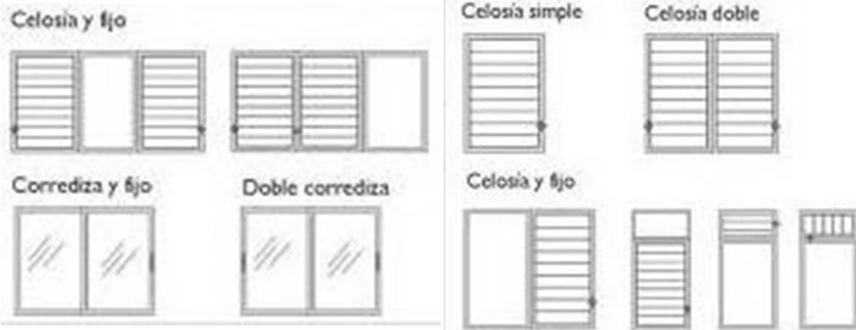 Celosía y fijo
Corrediza y fijo
Doble corrediza
Celosía simple
Celosía doble
Celosía y fijo